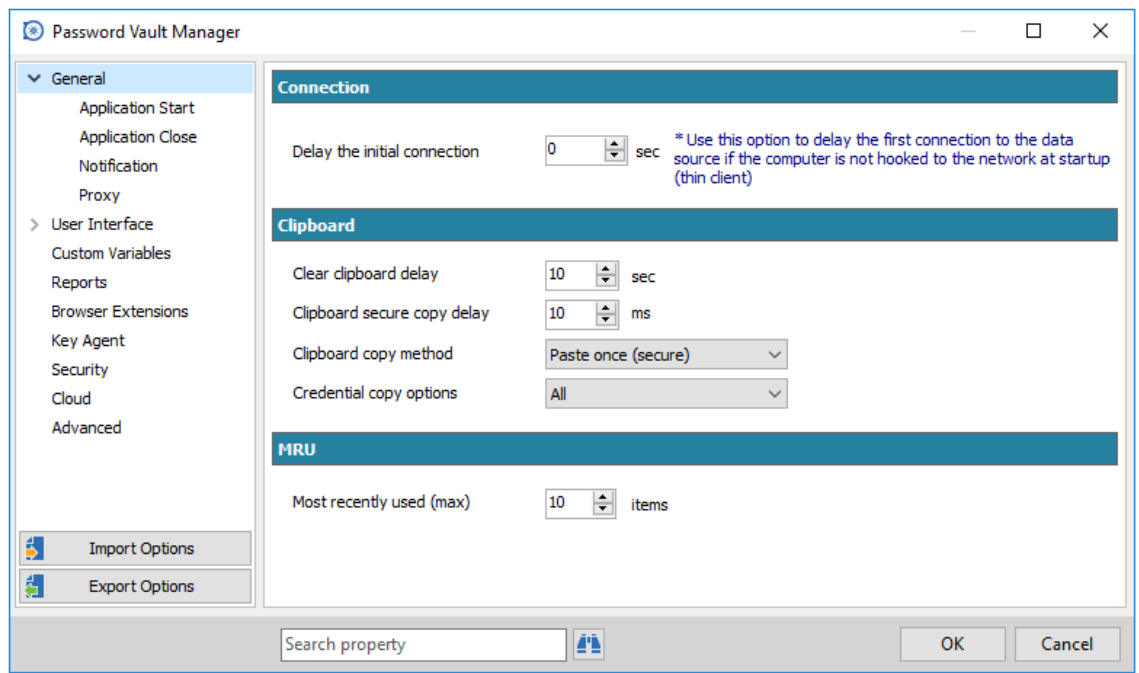 Password Vault Manager
General
Application Start
Application Close
Notification
Proxy
User Interface
Custom Variables
Reports
Browser Extensions
Key Agent
Security
Cloud
Advanced
Import Options
Export Options
Connection
Delay the initial connection 0 sec
* Use this option to delay the first connection to the data
source if the computer is not hooked to the network at startup
(thin client)
Clipboard
Clear clipboard delay 10 sec
Clipboard secure copy delay 10 ms
Clipboard copy method Paste once (secure)
Credential copy options All
MRU
Most recently used (max) 10 items
Search property
OK Cancel